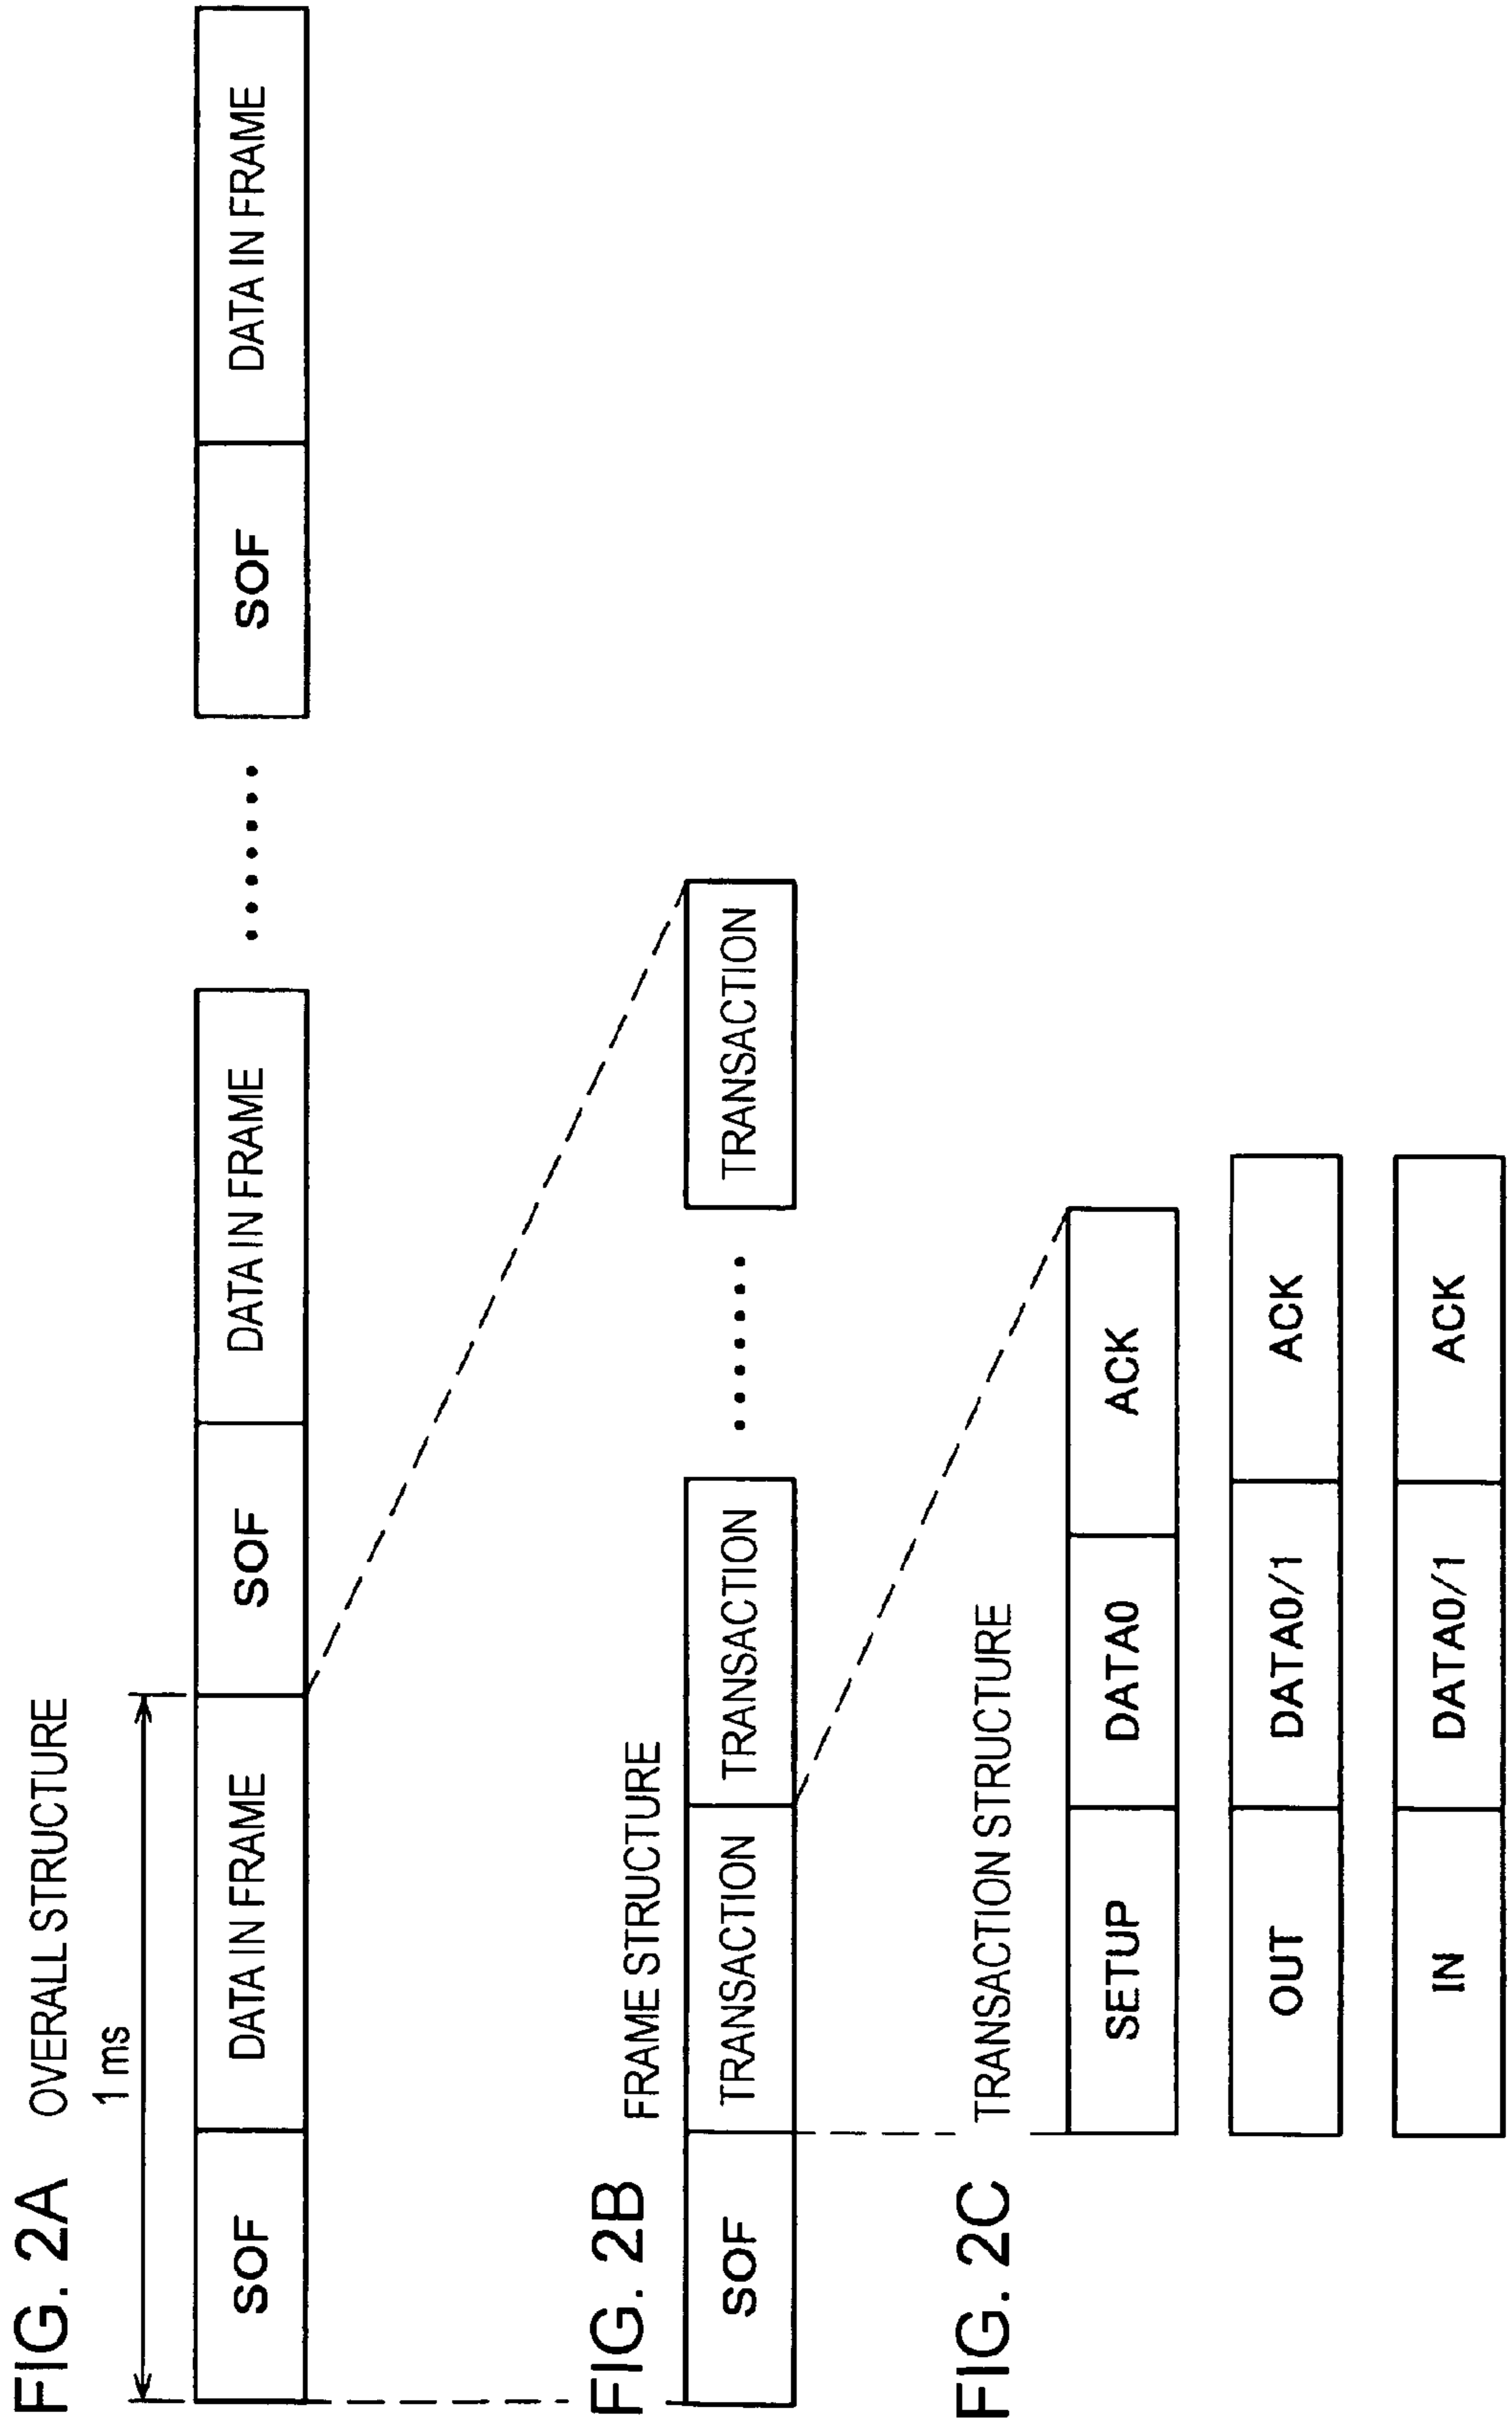 FIG. 2A OVERALL STRUCTURE
1 ms
SOF DATA IN FRAME SOF DATA IN FRAME ...... SOF DATA IN FRAME
FIG. 2B FRAME STRUCTURE
SOF TRANSACTION TRANSACTION ...... TRANSACTION
FIG. 2C TRANSACTION STRUCTURE
SETUP DATA0 ACK
OUT DATA0/1 ACK
IN DATA0/1 ACK